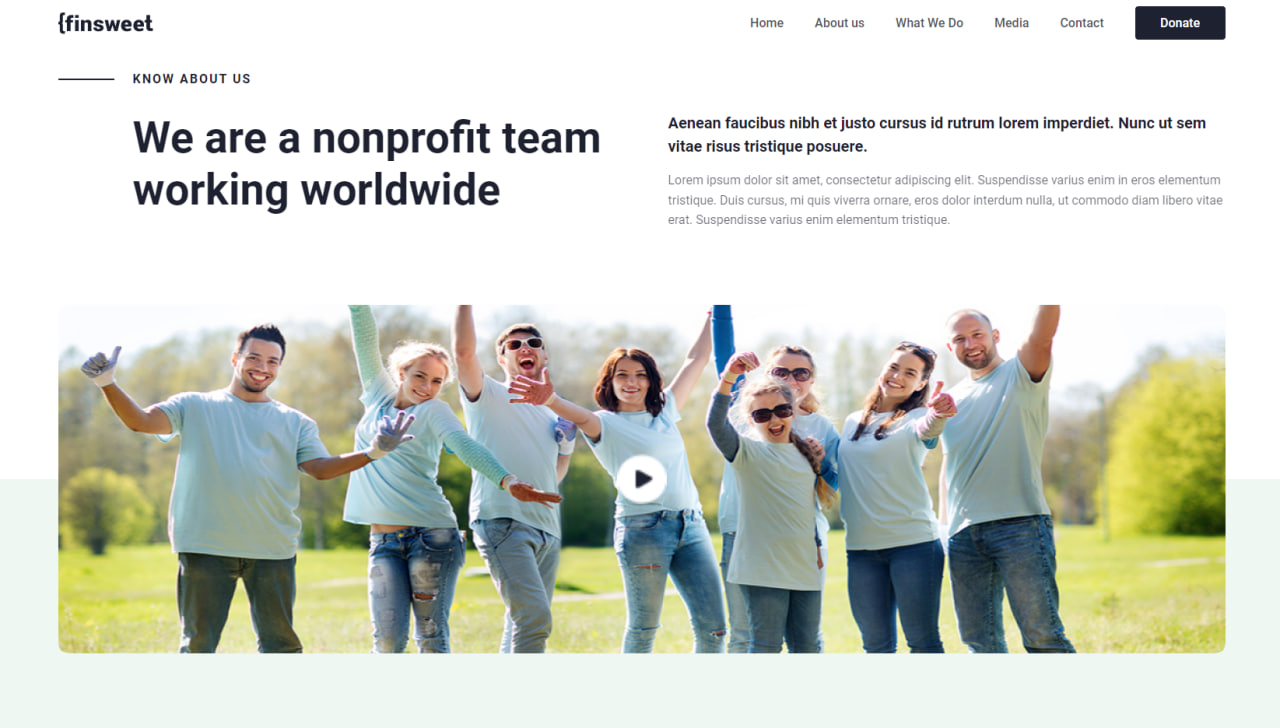 {finsweet
Home About us What We Do Media Contact Donate
KNOW ABOUT US
We are a nonprofit team
working worldwide
Aenean faucibus nibh et justo cursus id rutrum lorem imperdiet. Nunc ut sem
vitae risus tristique posuere.
Lorem ipsum dolor sit amet, consectetur adipiscing elit. Suspendisse varius enim in eros elementum
tristique. Duis cursus, mi quis viverra ornare, eros dolor interdum nulla, ut commodo diam libero vitae
erat. Suspendisse varius enim elementum tristique.